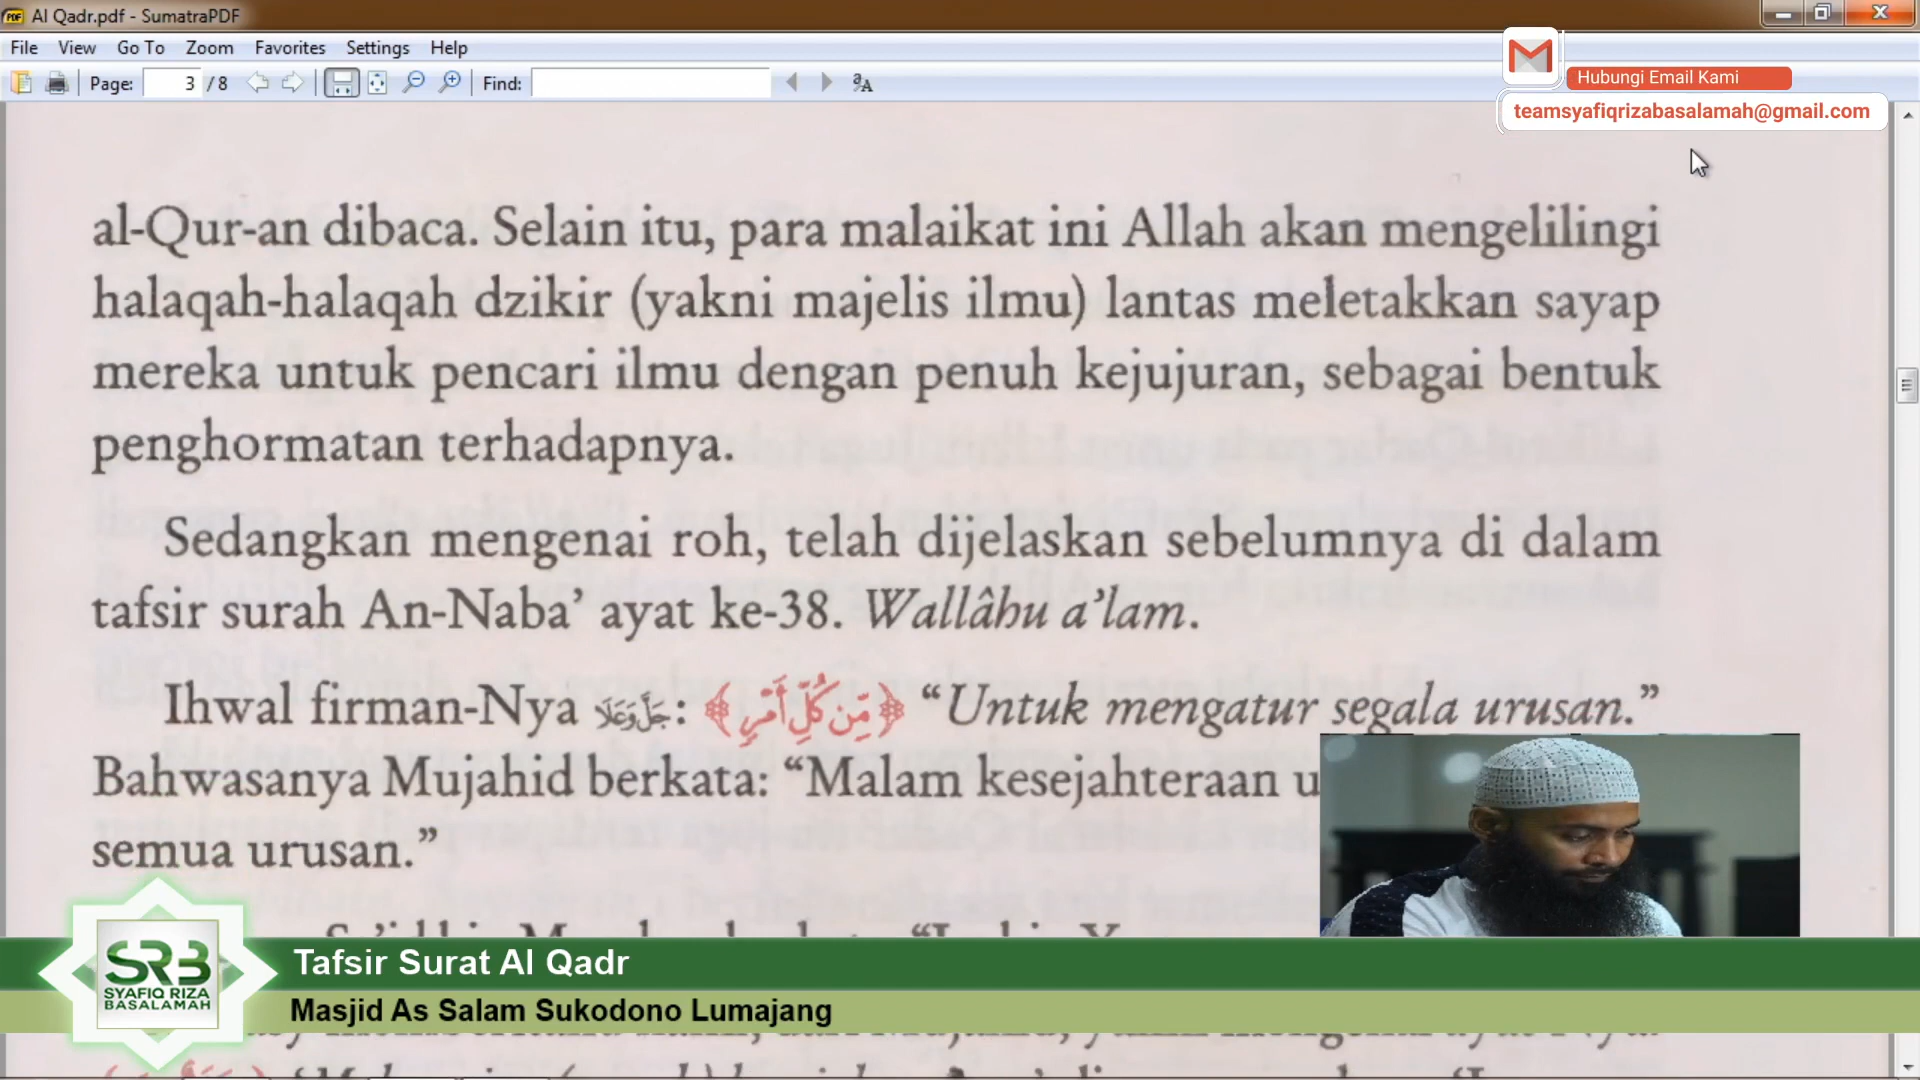 Al Qadr.pdf - SumatraPDF
File View Go To Zoom Favorites Settings Help
Page: 3 / 8 Find:
Hubungi Email Kami
teamsyafiqrizabasalamah@gmail.com
al-Qur-an dibaca. Selain itu, para malaikat ini Allah akan mengelilingi
halaqah-halaqah dzikir (yakni majelis ilmu) lantas meletakkan sayap
mereka untuk pencari ilmu dengan penuh kejujuran, sebagai bentuk
penghormatan terhadapnya.
Sedangkan mengenai roh, telah dijelaskan sebelumnya di dalam
tafsir surah An-Naba’ ayat ke-38. Wallâhu a’lam.
Ihwal firman-Nya جَلَّ وَعَلَا: ﴿مِّن كُلِّ أَمْرٍ﴾ “Untuk mengatur segala urusan.”
Bahwasanya Mujahid berkata: “Malam kesejahteraan
semua urusan.”
Tafsir Surat Al Qadr
Masjid As Salam Sukodono Lumajang
SRB
SYAFIQ RIZA
BASALAMAH